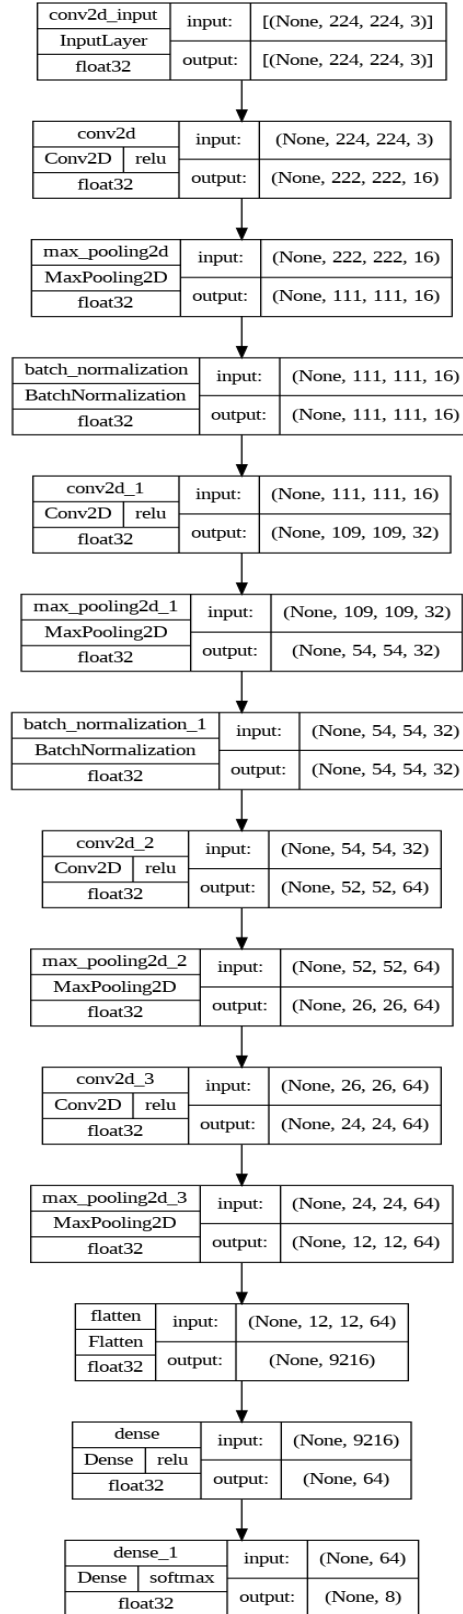 conv2d_input input: [(None, 224, 224, 3)]
InputLayer
float32 output: [(None, 224, 224, 3)]
conv2d input: (None, 224, 224, 3)
Conv2D relu
float32 output: (None, 222, 222, 16)
max_pooling2d input: (None, 222, 222, 16)
MaxPooling2D
float32 output: (None, 111, 111, 16)
batch_normalization input: (None, 111, 111, 16)
BatchNormalization
float32 output: (None, 111, 111, 16)
conv2d_1 input: (None, 111, 111, 16)
Conv2D relu
float32 output: (None, 109, 109, 32)
max_pooling2d_1 input: (None, 109, 109, 32)
MaxPooling2D
float32 output: (None, 54, 54, 32)
batch_normalization_1 input: (None, 54, 54, 32)
BatchNormalization
float32 output: (None, 54, 54, 32)
conv2d_2 input: (None, 54, 54, 32)
Conv2D relu
float32 output: (None, 52, 52, 64)
max_pooling2d_2 input: (None, 52, 52, 64)
MaxPooling2D
float32 output: (None, 26, 26, 64)
conv2d_3 input: (None, 26, 26, 64)
Conv2D relu
float32 output: (None, 24, 24, 64)
max_pooling2d_3 input: (None, 24, 24, 64)
MaxPooling2D
float32 output: (None, 12, 12, 64)
flatten input: (None, 12, 12, 64)
Flatten
float32 output: (None, 9216)
dense input: (None, 9216)
Dense relu
float32 output: (None, 64)
dense_1 input: (None, 64)
Dense softmax
float32 output: (None, 8)